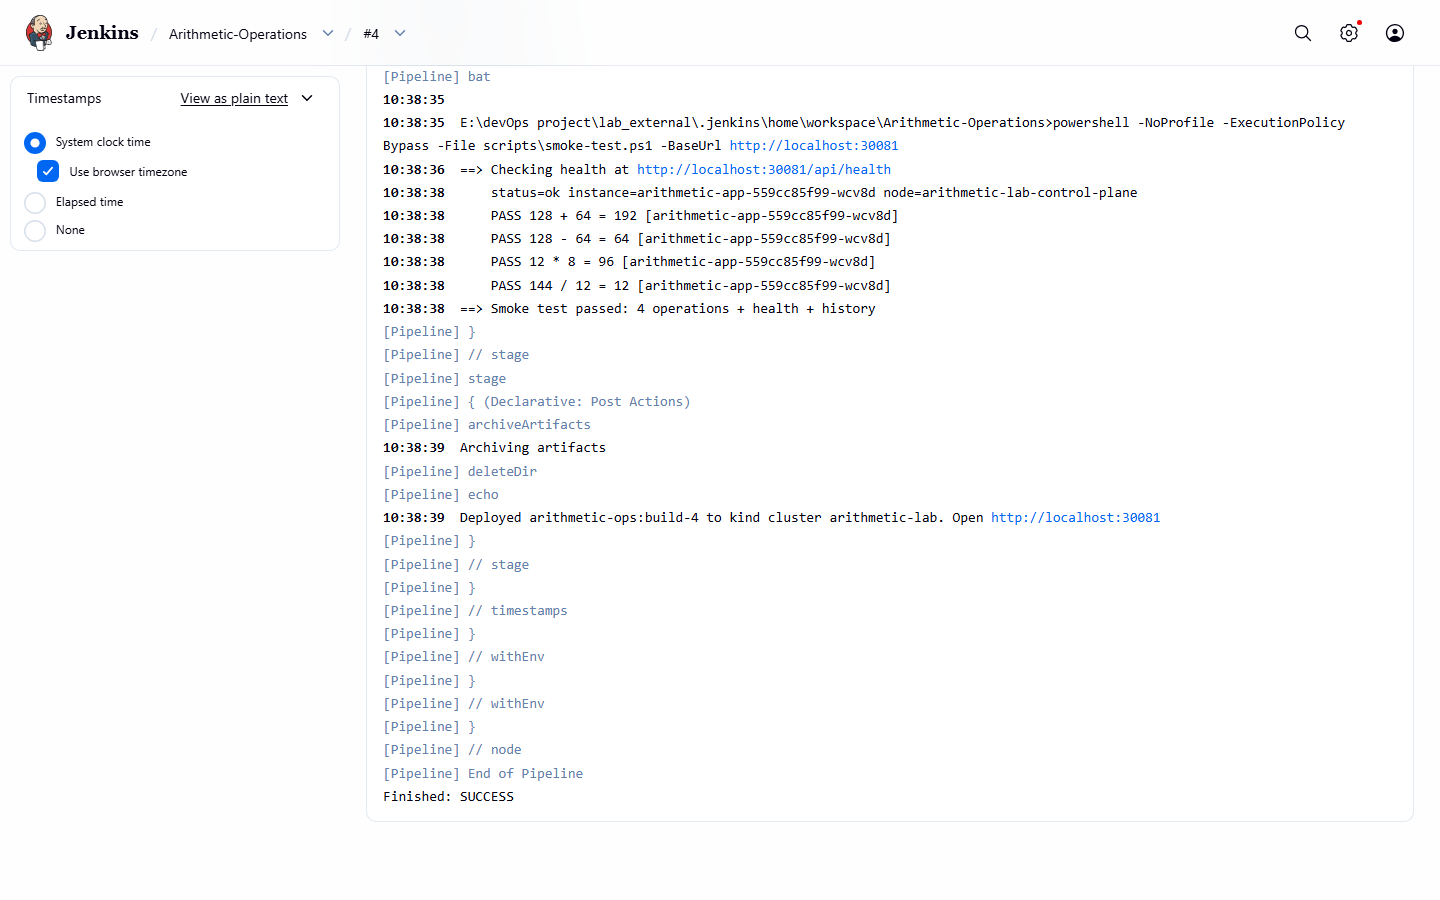 Jenkins / Arithmetic-Operations / #4
Timestamps View as plain text
System clock time
Use browser timezone
Elapsed time
None
[Pipeline] bat
10:38:35
10:38:35 E:\devOps project\lab_external\.jenkins\home\workspace\Arithmetic-Operations>powershell -NoProfile -ExecutionPolicy
Bypass -File scripts\smoke-test.ps1 -BaseUrl http://localhost:30081
10:38:36 ==> Checking health at http://localhost:30081/api/health
10:38:38 status=ok instance=arithmetic-app-559cc85f99-wcv8d node=arithmetic-lab-control-plane
10:38:38 PASS 128 + 64 = 192 [arithmetic-app-559cc85f99-wcv8d]
10:38:38 PASS 128 - 64 = 64 [arithmetic-app-559cc85f99-wcv8d]
10:38:38 PASS 12 * 8 = 96 [arithmetic-app-559cc85f99-wcv8d]
10:38:38 PASS 144 / 12 = 12 [arithmetic-app-559cc85f99-wcv8d]
10:38:38 ==> Smoke test passed: 4 operations + health + history
[Pipeline] }
[Pipeline] // stage
[Pipeline] stage
[Pipeline] { (Declarative: Post Actions)
[Pipeline] archiveArtifacts
10:38:39 Archiving artifacts
[Pipeline] deleteDir
[Pipeline] echo
10:38:39 Deployed arithmetic-ops:build-4 to kind cluster arithmetic-lab. Open http://localhost:30081
[Pipeline] }
[Pipeline] // stage
[Pipeline] }
[Pipeline] // timestamps
[Pipeline] }
[Pipeline] // withEnv
[Pipeline] }
[Pipeline] // withEnv
[Pipeline] }
[Pipeline] // node
[Pipeline] End of Pipeline
Finished: SUCCESS